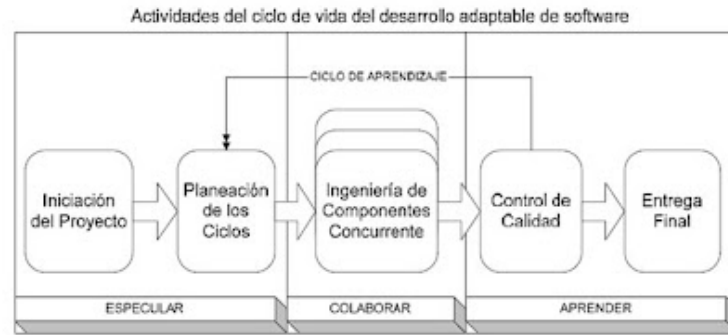 Actividades del ciclo de vida del desarrollo adaptable de software
CICLO DE APRENDIZAJE
Iniciación
del Proyecto
Planeación
de los
Ciclos
Ingeniería de
Componentes
Concurrente
Control de
Calidad
Entrega
Final
ESPECULAR
COLABORAR
APRENDER